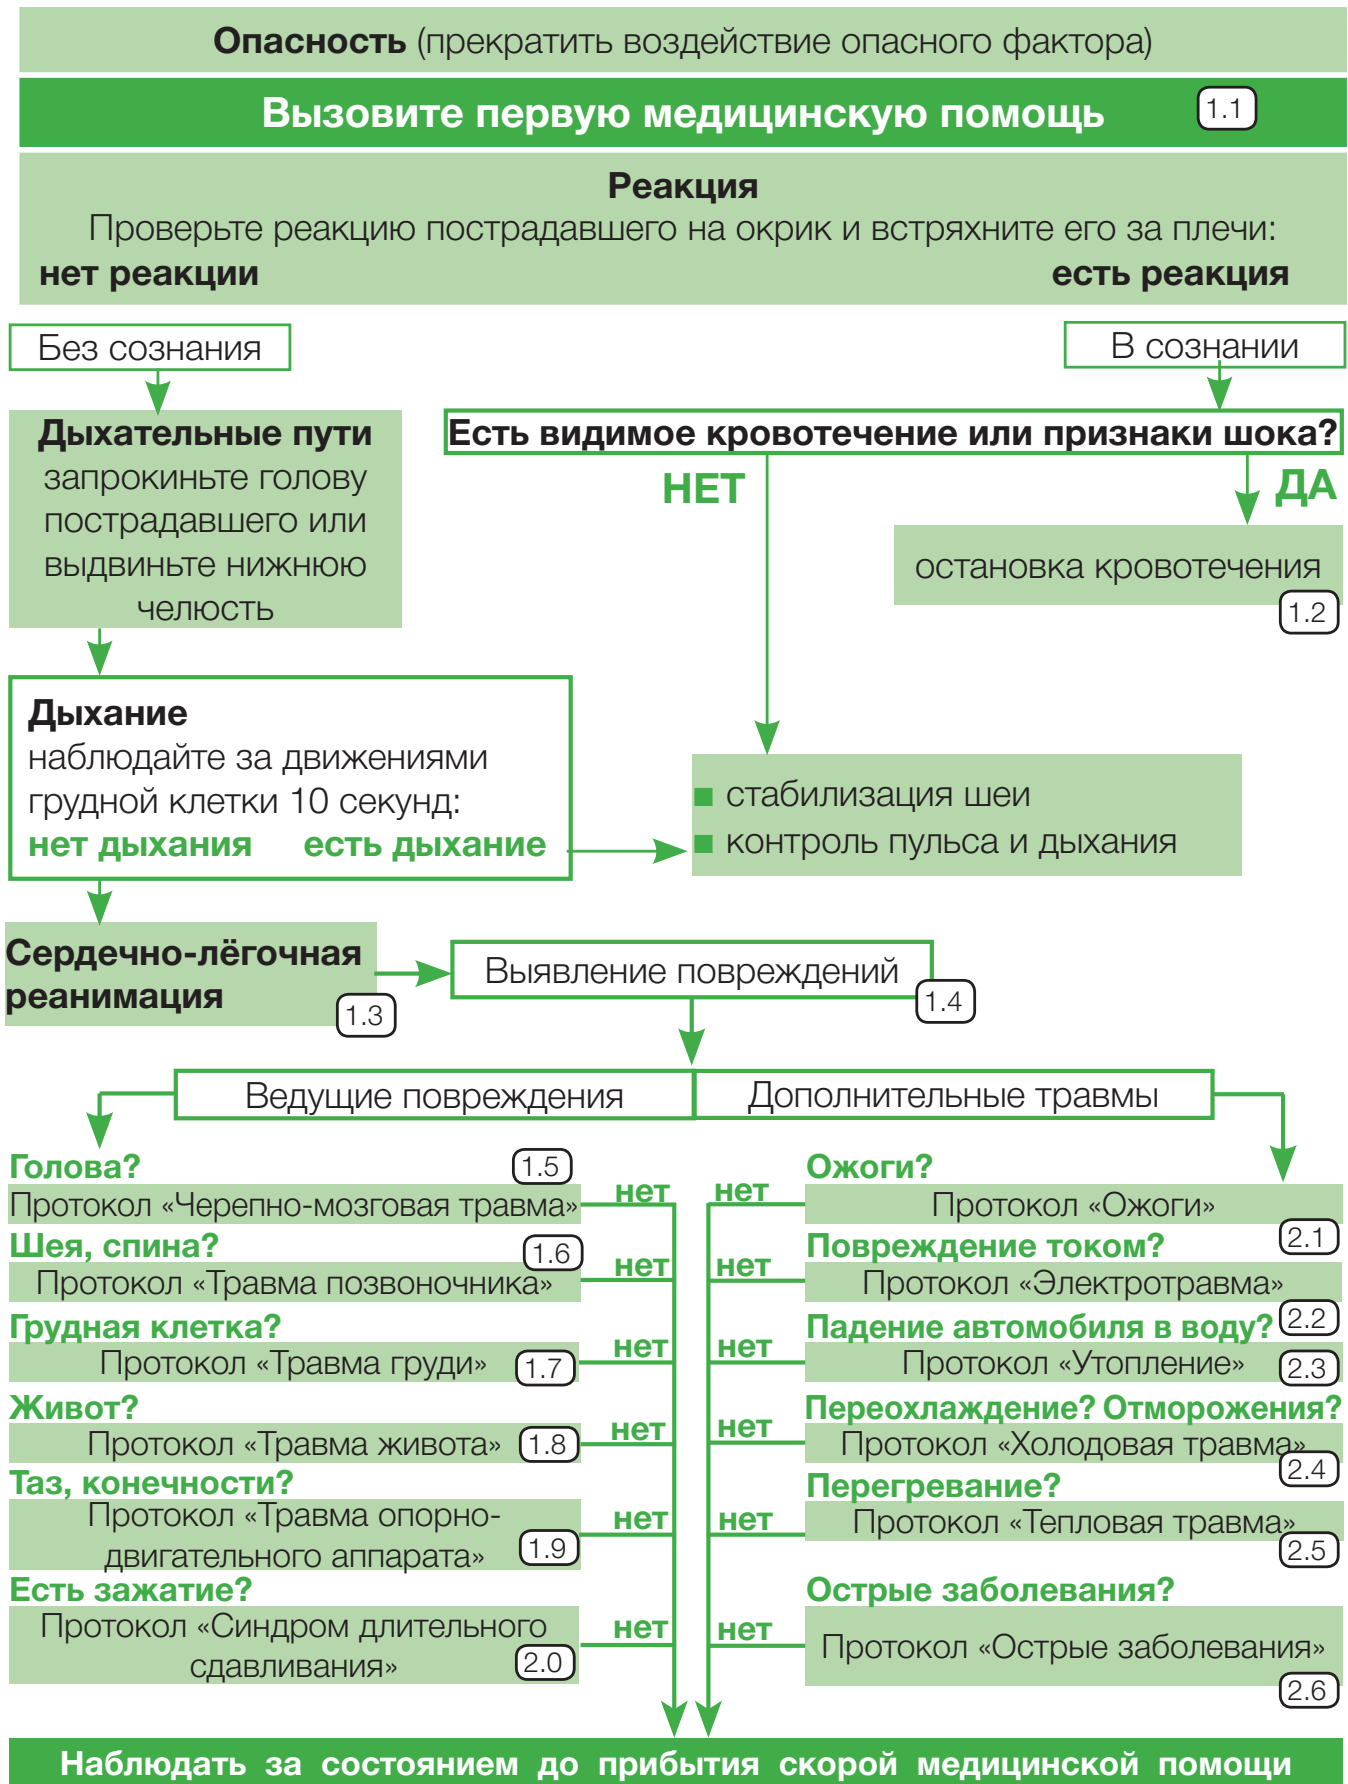 Опасность (прекратить воздействие опасного фактора)
Вызовите первую медицинскую помощь 1.1
Реакция
Проверьте реакцию пострадавшего на окрик и встряхните его за плечи:
нет реакции есть реакция
Без сознания
В сознании
Дыхательные пути
запрокиньте голову
пострадавшего или
выдвиньте нижнюю
челюсть
Есть видимое кровотечение или признаки шока?
НЕТ
ДА
остановка кровотечения
1.2
Дыхание
наблюдайте за движениями
грудной клетки 10 секунд:
нет дыхания есть дыхание
■ стабилизация шеи
■ контроль пульса и дыхания
Сердечно-лёгочная
реанимация
1.3
Выявление повреждений
1.4
Ведущие повреждения
Дополнительные травмы
Голова? 1.5
Протокол «Черепно-мозговая травма»
нет
Шея, спина? 1.6
Протокол «Травма позвоночника»
нет
Грудная клетка?
Протокол «Травма груди» 1.7
нет
Живот?
Протокол «Травма живота» 1.8
нет
Таз, конечности?
Протокол «Травма опорно-
двигательного аппарата» 1.9
нет
Есть зажатие?
Протокол «Синдром длительного
сдавливания» 2.0
нет
Ожоги?
нет
Протокол «Ожоги»
2.1
Повреждение током?
нет
Протокол «Электротравма»
2.2
Падение автомобиля в воду?
нет
Протокол «Утопление» 2.3
Переохлаждение? Отморожения?
нет
Протокол «Холодовая травма»
2.4
Перегревание?
нет
Протокол «Тепловая травма»
2.5
Острые заболевания?
нет
Протокол «Острые заболевания»
2.6
Наблюдать за состоянием до прибытия скорой медицинской помощи